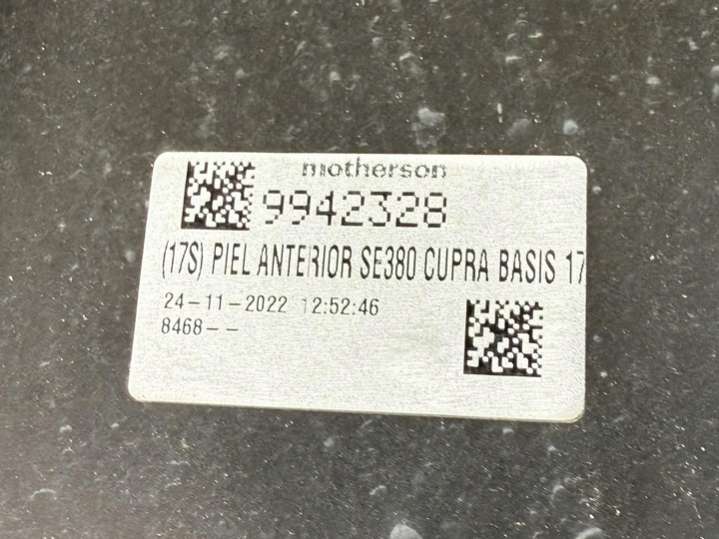 motherson
9942328
(17S) PIEL ANTERIOR SE380 CUPRA BASIS 17
24-11-2022 12:52:46
8468--